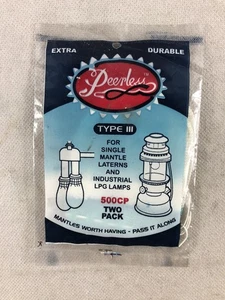 EXTRA DURABLE
Peerless
TYPE III
FOR
SINGLE
MANTLE
LATERNS
AND
INDUSTRIAL
LPG LAMPS
500CP
TWO
PACK
MANTLES WORTH HAVING • PASS IT ALONG